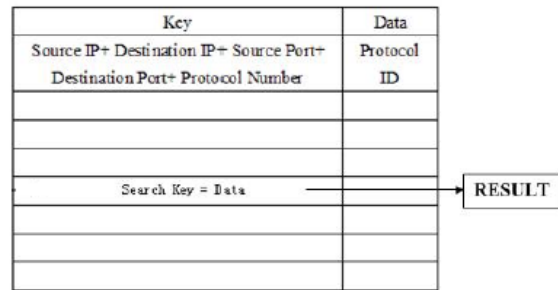 Key Data
Source IP+ Destination IP+ Source Port+ Protocol
Destination Port+ Protocol Number ID
Search Key = Data RESULT